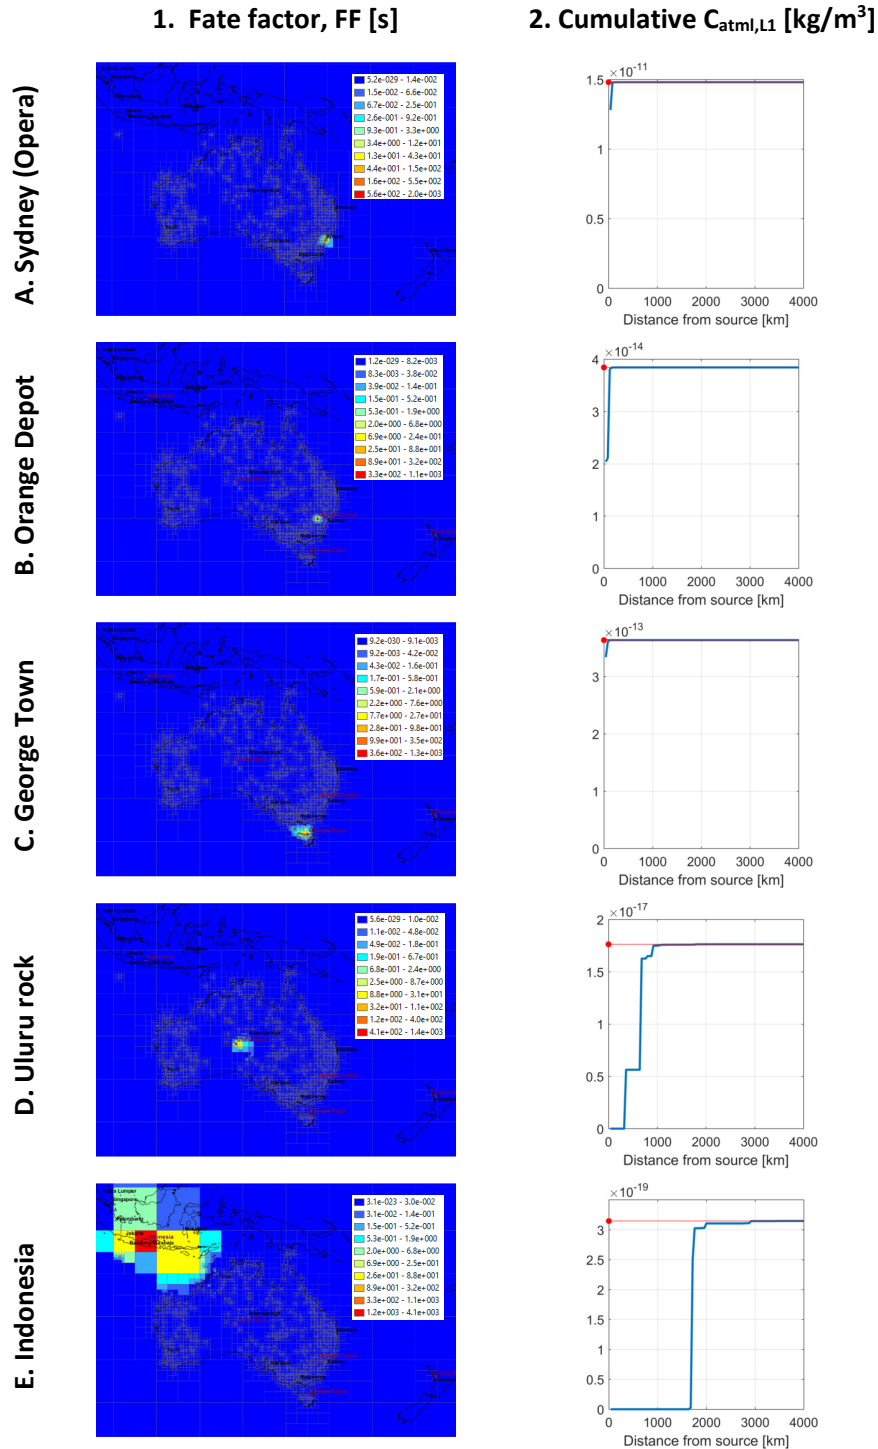 1. Fate factor, FF [s]
2. Cumulative Catml,L1 [kg/m³]
A. Sydney (Opera)
5.2e-029 - 1.4e-002
1.5e-002 - 6.6e-002
6.7e-002 - 2.5e-001
2.6e-001 - 9.2e-001
9.3e-001 - 3.3e+000
3.4e+000 - 1.2e+001
1.3e+001 - 4.3e+001
4.4e+001 - 1.5e+002
1.6e+002 - 5.5e+002
5.6e+002 - 2.0e+003
×10⁻¹¹
1.5
1
0.5
0
0 1000 2000 3000 4000
Distance from source [km]
B. Orange Depot
1.2e-029 - 8.2e-003
8.3e-003 - 3.8e-002
3.9e-002 - 1.4e-001
1.5e-001 - 5.2e-001
5.3e-001 - 1.9e+000
2.0e+000 - 6.8e+000
6.9e+000 - 2.4e+001
2.5e+001 - 8.8e+001
8.9e+001 - 3.2e+002
3.3e+002 - 1.1e+003
×10⁻¹⁴
4
3
2
1
0
0 1000 2000 3000 4000
Distance from source [km]
C. George Town
9.2e-030 - 9.1e-003
9.2e-003 - 4.2e-002
4.3e-002 - 1.6e-001
1.7e-001 - 5.8e-001
5.9e-001 - 2.1e+000
2.2e+000 - 7.6e+000
7.7e+000 - 2.7e+001
2.8e+001 - 9.8e+001
9.9e+001 - 3.5e+002
3.6e+002 - 1.3e+003
×10⁻¹³
3
2
1
0
0 1000 2000 3000 4000
Distance from source [km]
D. Uluru rock
5.6e-029 - 1.0e-002
1.1e-002 - 4.8e-002
4.9e-002 - 1.8e-001
1.9e-001 - 6.7e-001
6.8e-001 - 2.4e+000
2.5e+000 - 8.7e+000
8.8e+000 - 3.1e+001
3.2e+001 - 1.1e+002
1.2e+002 - 4.0e+002
4.1e+002 - 1.4e+003
×10⁻¹⁷
2
1.5
1
0.5
0
0 1000 2000 3000 4000
Distance from source [km]
E. Indonesia
Singapore
Jakarta
3.1e-023 - 3.0e-002
3.1e-002 - 1.4e-001
1.5e-001 - 5.2e-001
5.3e-001 - 1.9e+000
2.0e+000 - 6.8e+000
6.9e+000 - 2.5e+001
2.6e+001 - 8.8e+001
8.9e+001 - 3.2e+002
3.3e+002 - 1.1e+003
1.2e+003 - 4.1e+003
×10⁻¹⁹
3
2.5
2
1.5
1
0.5
0
0 1000 2000 3000 4000
Distance from source [km]